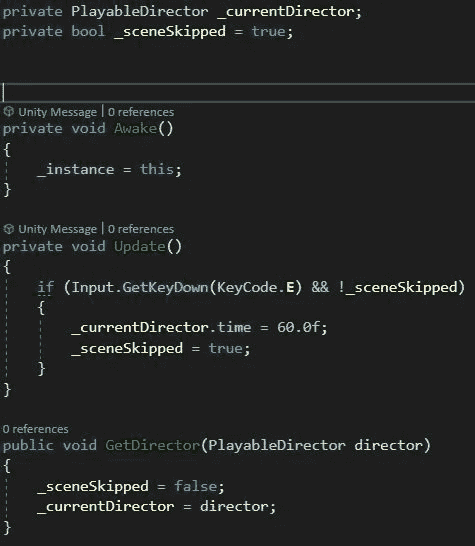 private PlayableDirector _currentDirector;
private bool _sceneSkipped = true;
Unity Message | 0 references
private void Awake()
{
_instance = this;
}
Unity Message | 0 references
private void Update()
{
if (Input.GetKeyDown(KeyCode.E) && !_sceneSkipped)
{
_currentDirector.time = 60.0f;
_sceneSkipped = true;
}
}
0 references
public void GetDirector(PlayableDirector director)
{
_sceneSkipped = false;
_currentDirector = director;
}